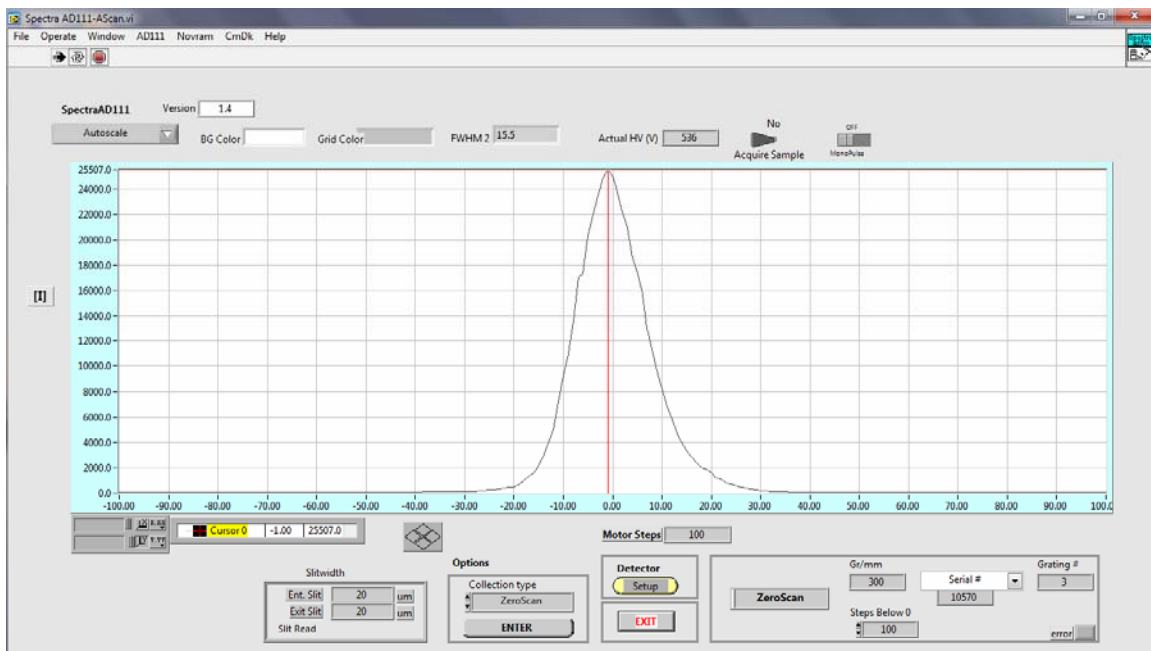 Spectra AD111-AScan.vi
File Operate Window AD111 Novram CmDk Help
SpectraAD111 Version 1.4
Autoscale BG Color Grid Color FWHM 2 15.5 Actual HV (V) 536 No Acquire Sample OFF MonoPulse
25507.0
24000.0
22000.0
20000.0
18000.0
16000.0
14000.0
12000.0
10000.0
8000.0
6000.0
4000.0
2000.0
0.0
[I]
-100.00 -90.00 -80.00 -70.00 -60.00 -50.00 -40.00 -30.00 -20.00 -10.00 0.00 10.00 20.00 30.00 40.00 50.00 60.00 70.00 80.00 90.00 100.0
Cursor 0 -1.00 25507.0
Motor Steps 100
Slitwidth
Ent. Slit 20 um
Exit Slit 20 um
Slit Read
Options
Collection type
ZeroScan
ENTER
Detector
Setup
EXIT
ZeroScan
Gr/mm
300
Serial #
10570
Grating #
3
Steps Below 0
100
error